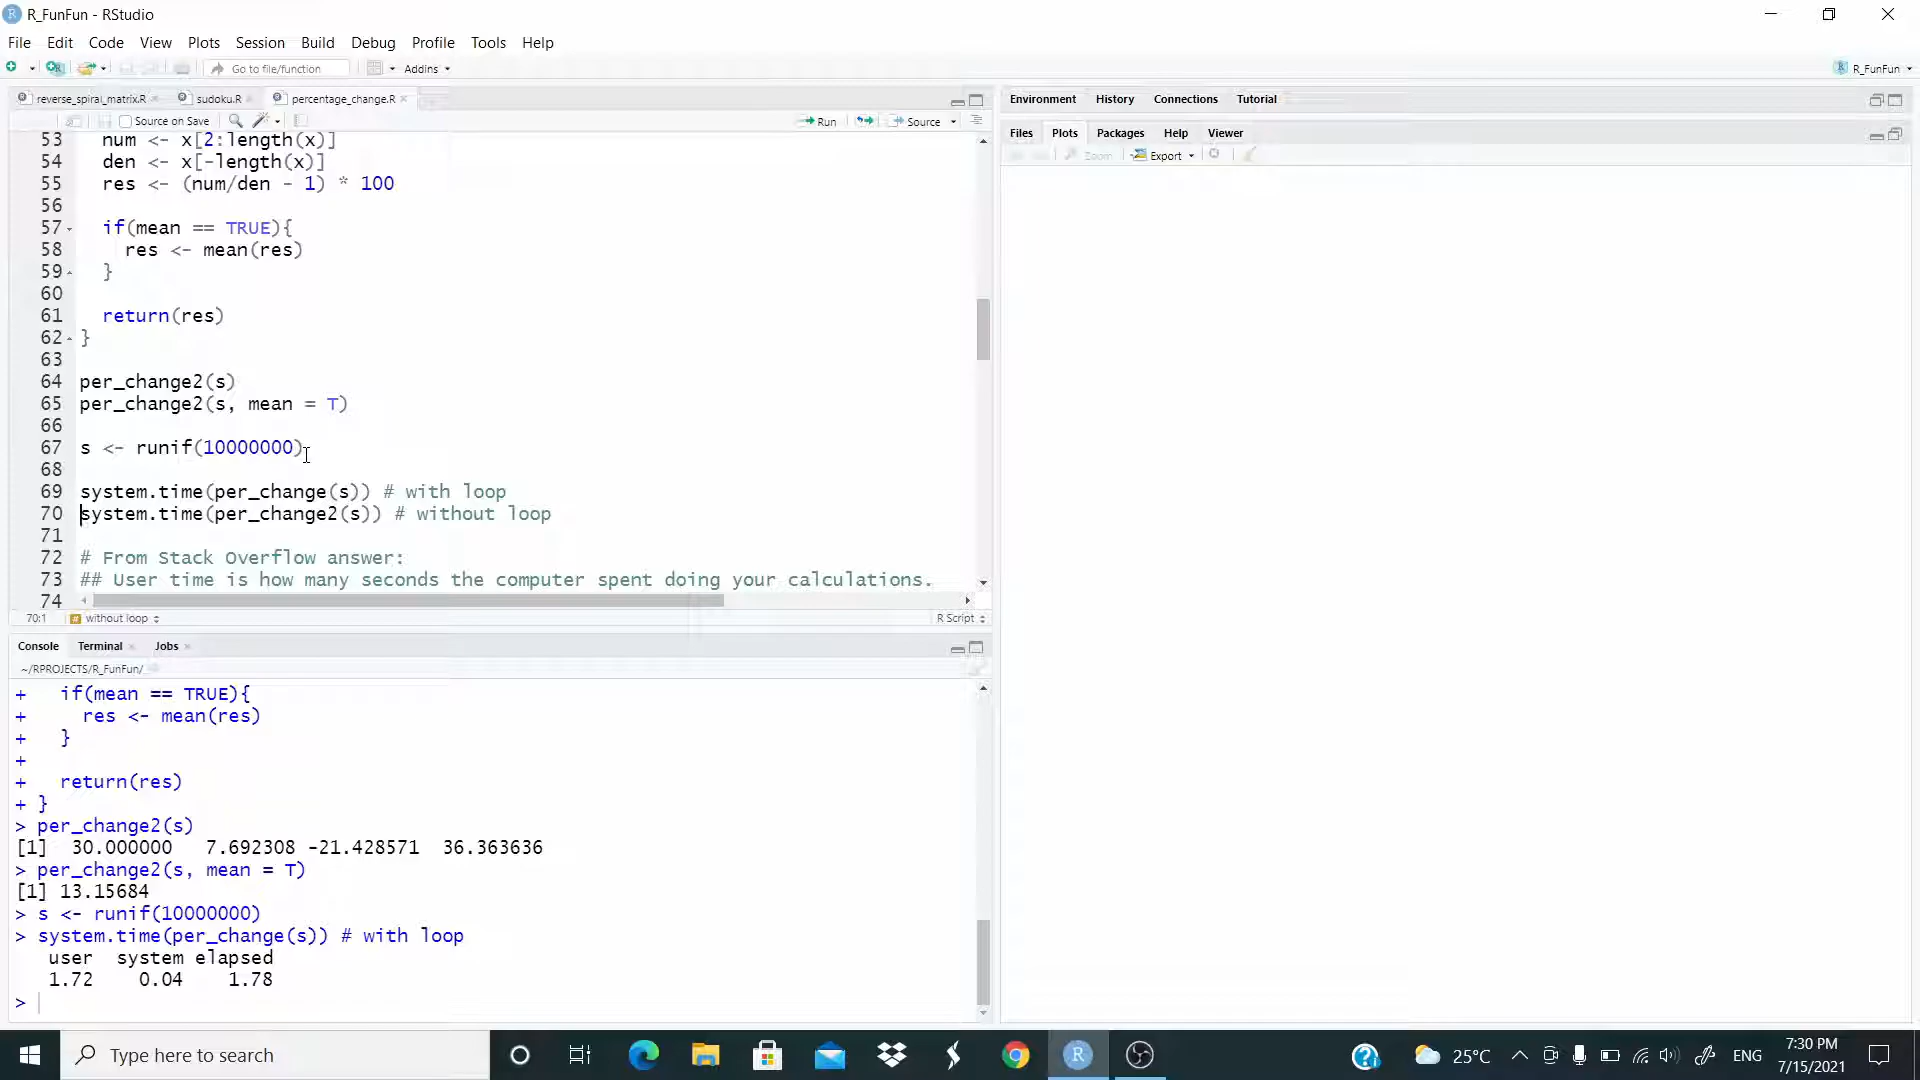 R_FunFun - RStudio
File Edit Code View Plots Session Build Debug Profile Tools Help
Go to file/function Addins R_FunFun
reverse_spiral_matrix.R sudoku.R percentage_change.R
Source on Save Run Source
53 num <- x[2:length(x)]
54 den <- x[-length(x)]
55 res <- (num/den - 1) * 100
56
57 if(mean == TRUE){
58 res <- mean(res)
59 }
60
61 return(res)
62 }
63
64 per_change2(s)
65 per_change2(s, mean = T)
66
67 s <- runif(10000000)
68
69 system.time(per_change(s)) # with loop
70 system.time(per_change2(s)) # without loop
71
72 # From Stack Overflow answer:
73 ## User time is how many seconds the computer spent doing your calculations.
74
70:1 # without loop R Script
Console Terminal Jobs
~/RPROJECTS/R_FunFun/
+ if(mean == TRUE){
+ res <- mean(res)
+ }
+
+ return(res)
+ }
> per_change2(s)
[1] 30.000000 7.692308 -21.428571 36.363636
> per_change2(s, mean = T)
[1] 13.15684
> s <- runif(10000000)
> system.time(per_change(s)) # with loop
user system elapsed
1.72 0.04 1.78
>
Environment History Connections Tutorial
Files Plots Packages Help Viewer
Zoom Export
Type here to search
25°C ENG
7:30 PM
7/15/2021